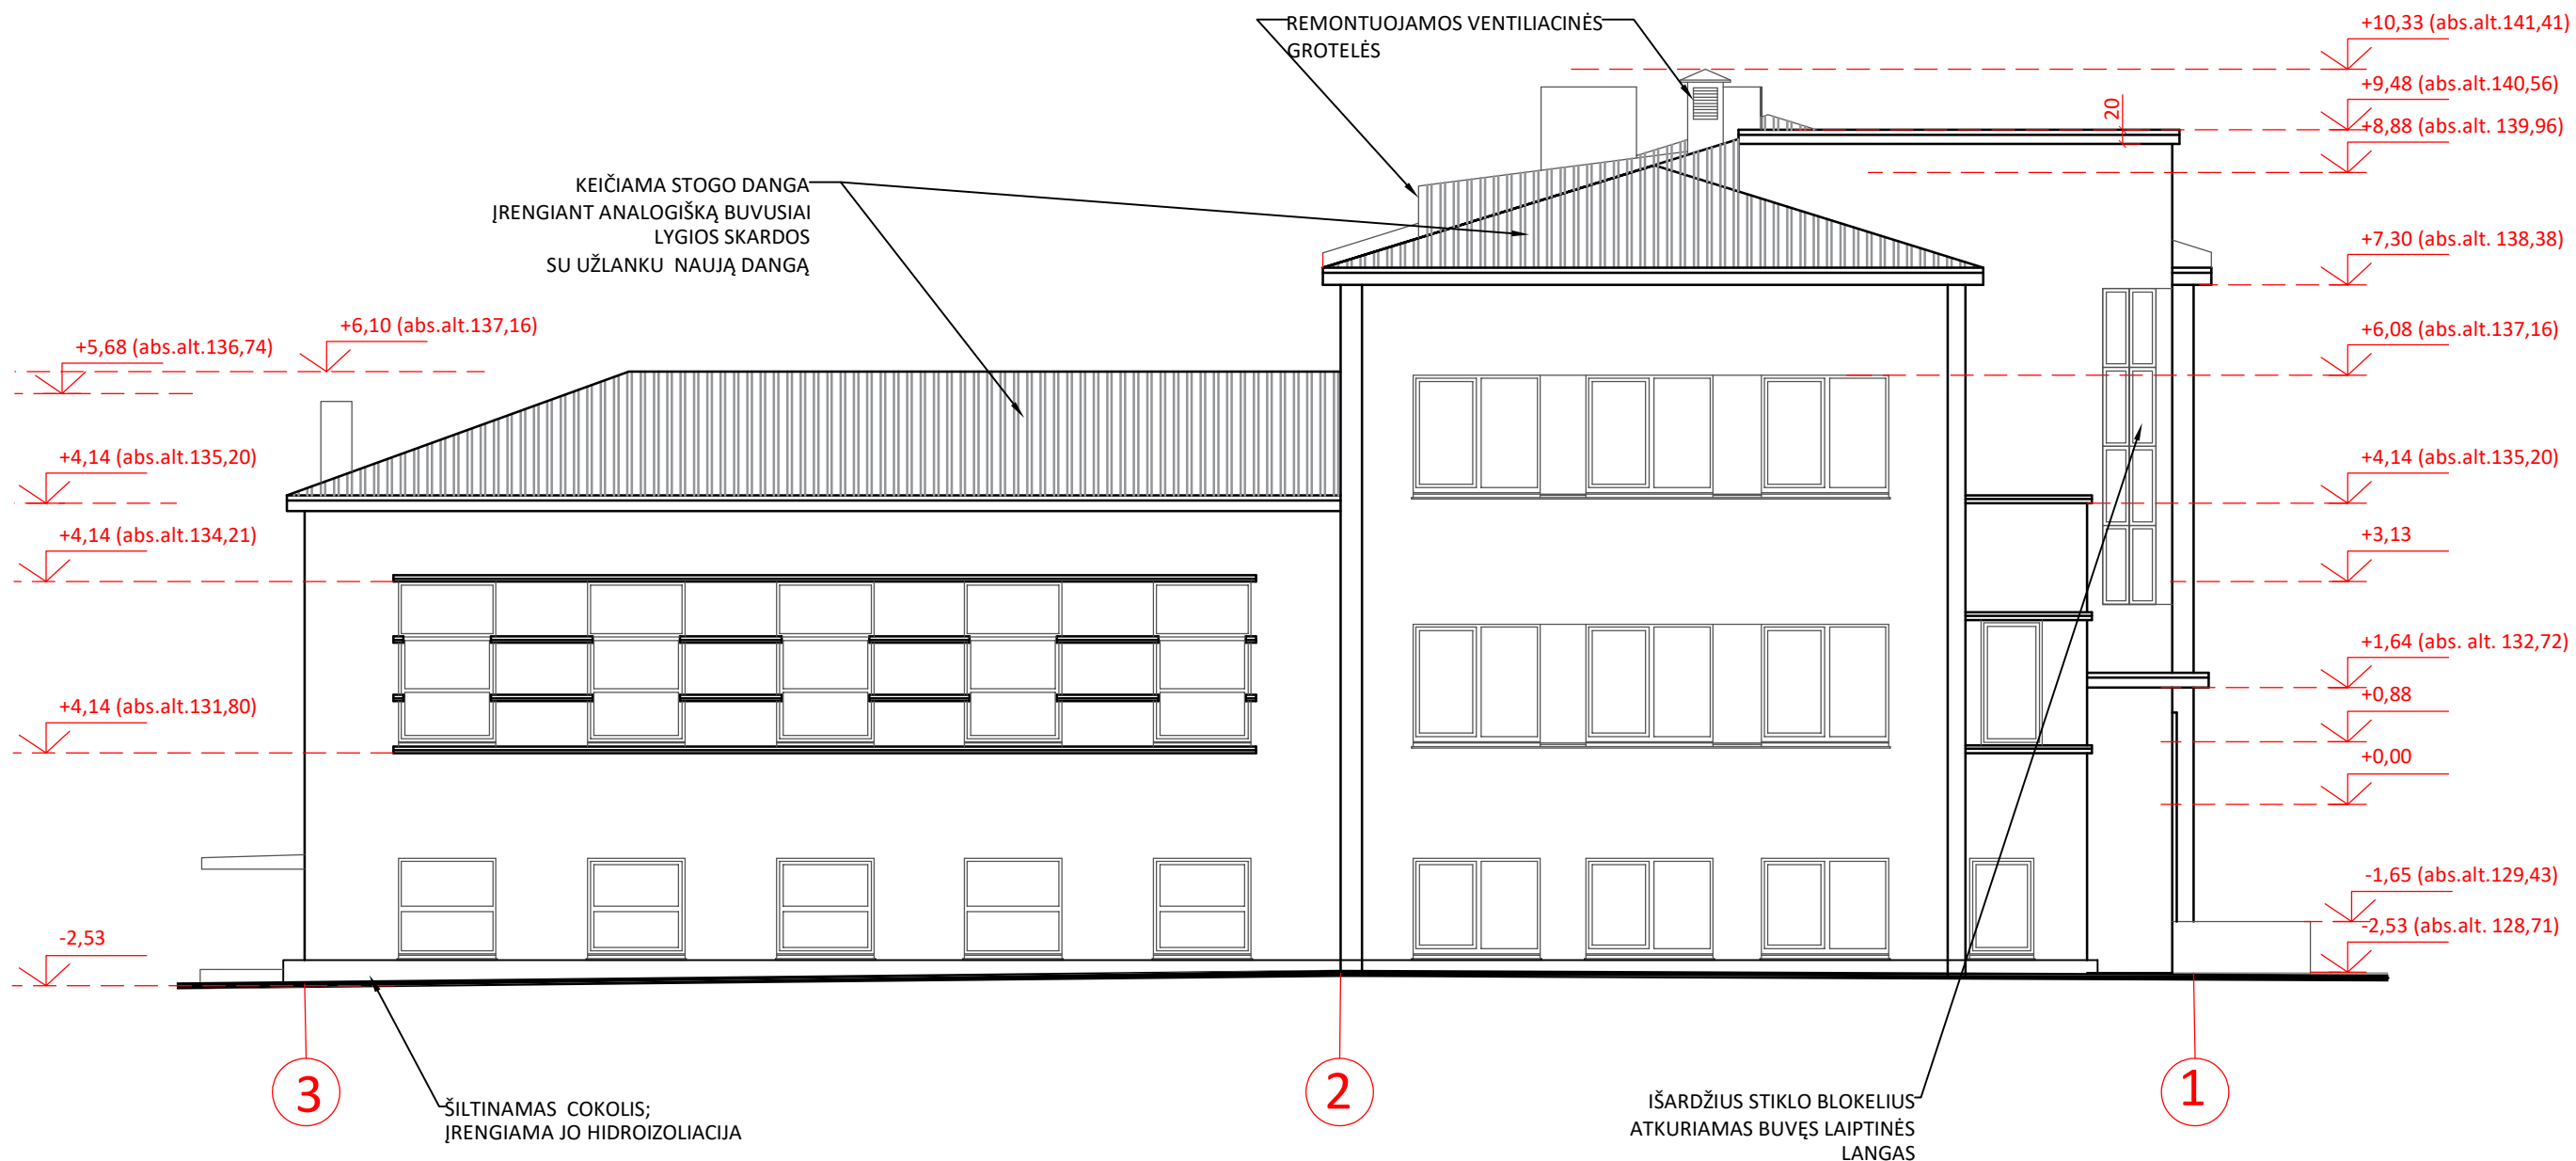 REMONTUOJAMOS VENTILIACINĖS
GROTELĖS
+10,33 (abs.alt.141,41)
+9,48 (abs.alt.140,56)
20
+8,88 (abs.alt. 139,96)
KEIČIAMA STOGO DANGA
ĮRENGIANT ANALOGIŠKĄ BUVUSIAI
LYGIOS SKARDOS
SU UŽLANKU NAUJĄ DANGĄ
+7,30 (abs.alt. 138,38)
+6,10 (abs.alt.137,16)
+5,68 (abs.alt.136,74)
+6,08 (abs.alt.137,16)
+4,14 (abs.alt.135,20)
+4,14 (abs.alt.135,20)
+4,14 (abs.alt.134,21)
+3,13
+1,64 (abs. alt. 132,72)
+4,14 (abs.alt.131,80)
+0,88
+0,00
-1,65 (abs.alt.129,43)
-2,53 (abs.alt. 128,71)
-2,53
3
2
1
ŠILTINAMAS COKOLIS;
ĮRENGIAMA JO HIDROIZOLIACIJA
IŠARDŽIUS STIKLO BLOKELIUS
ATKURIAMAS BUVĘS LAIPTINĖS
LANGAS